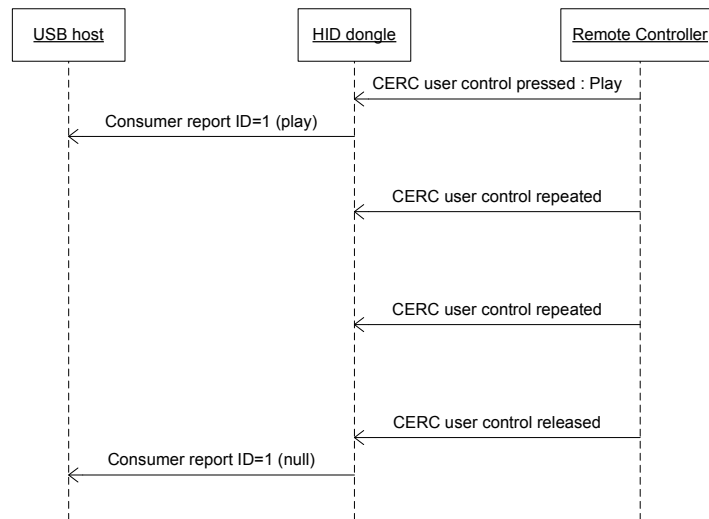 USB host
HID dongle
Remote Controller
CERC user control pressed : Play
Consumer report ID=1 (play)
CERC user control repeated
CERC user control repeated
CERC user control released
Consumer report ID=1 (null)